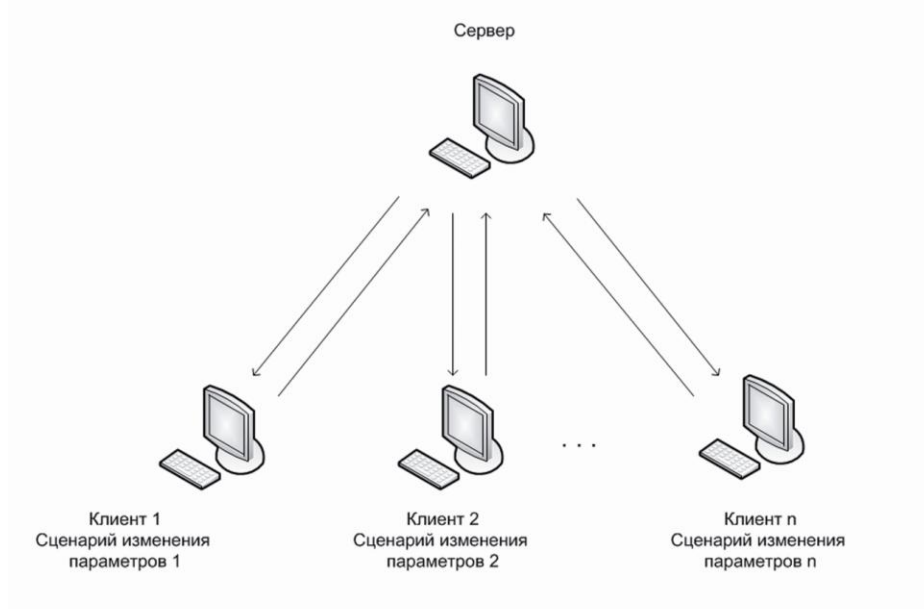 Сервер
Клиент 1
Сценарий изменения
параметров 1
Клиент 2
Сценарий изменения
параметров 2
. . .
Клиент n
Сценарий изменения
параметров n